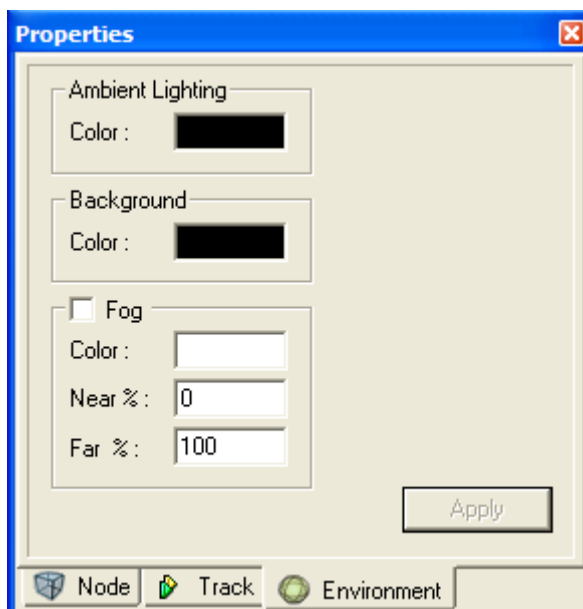 Properties
Ambient Lighting
Color :
Background
Color :
Fog
Color :
Near % : 0
Far % : 100
Apply
Node Track Environment